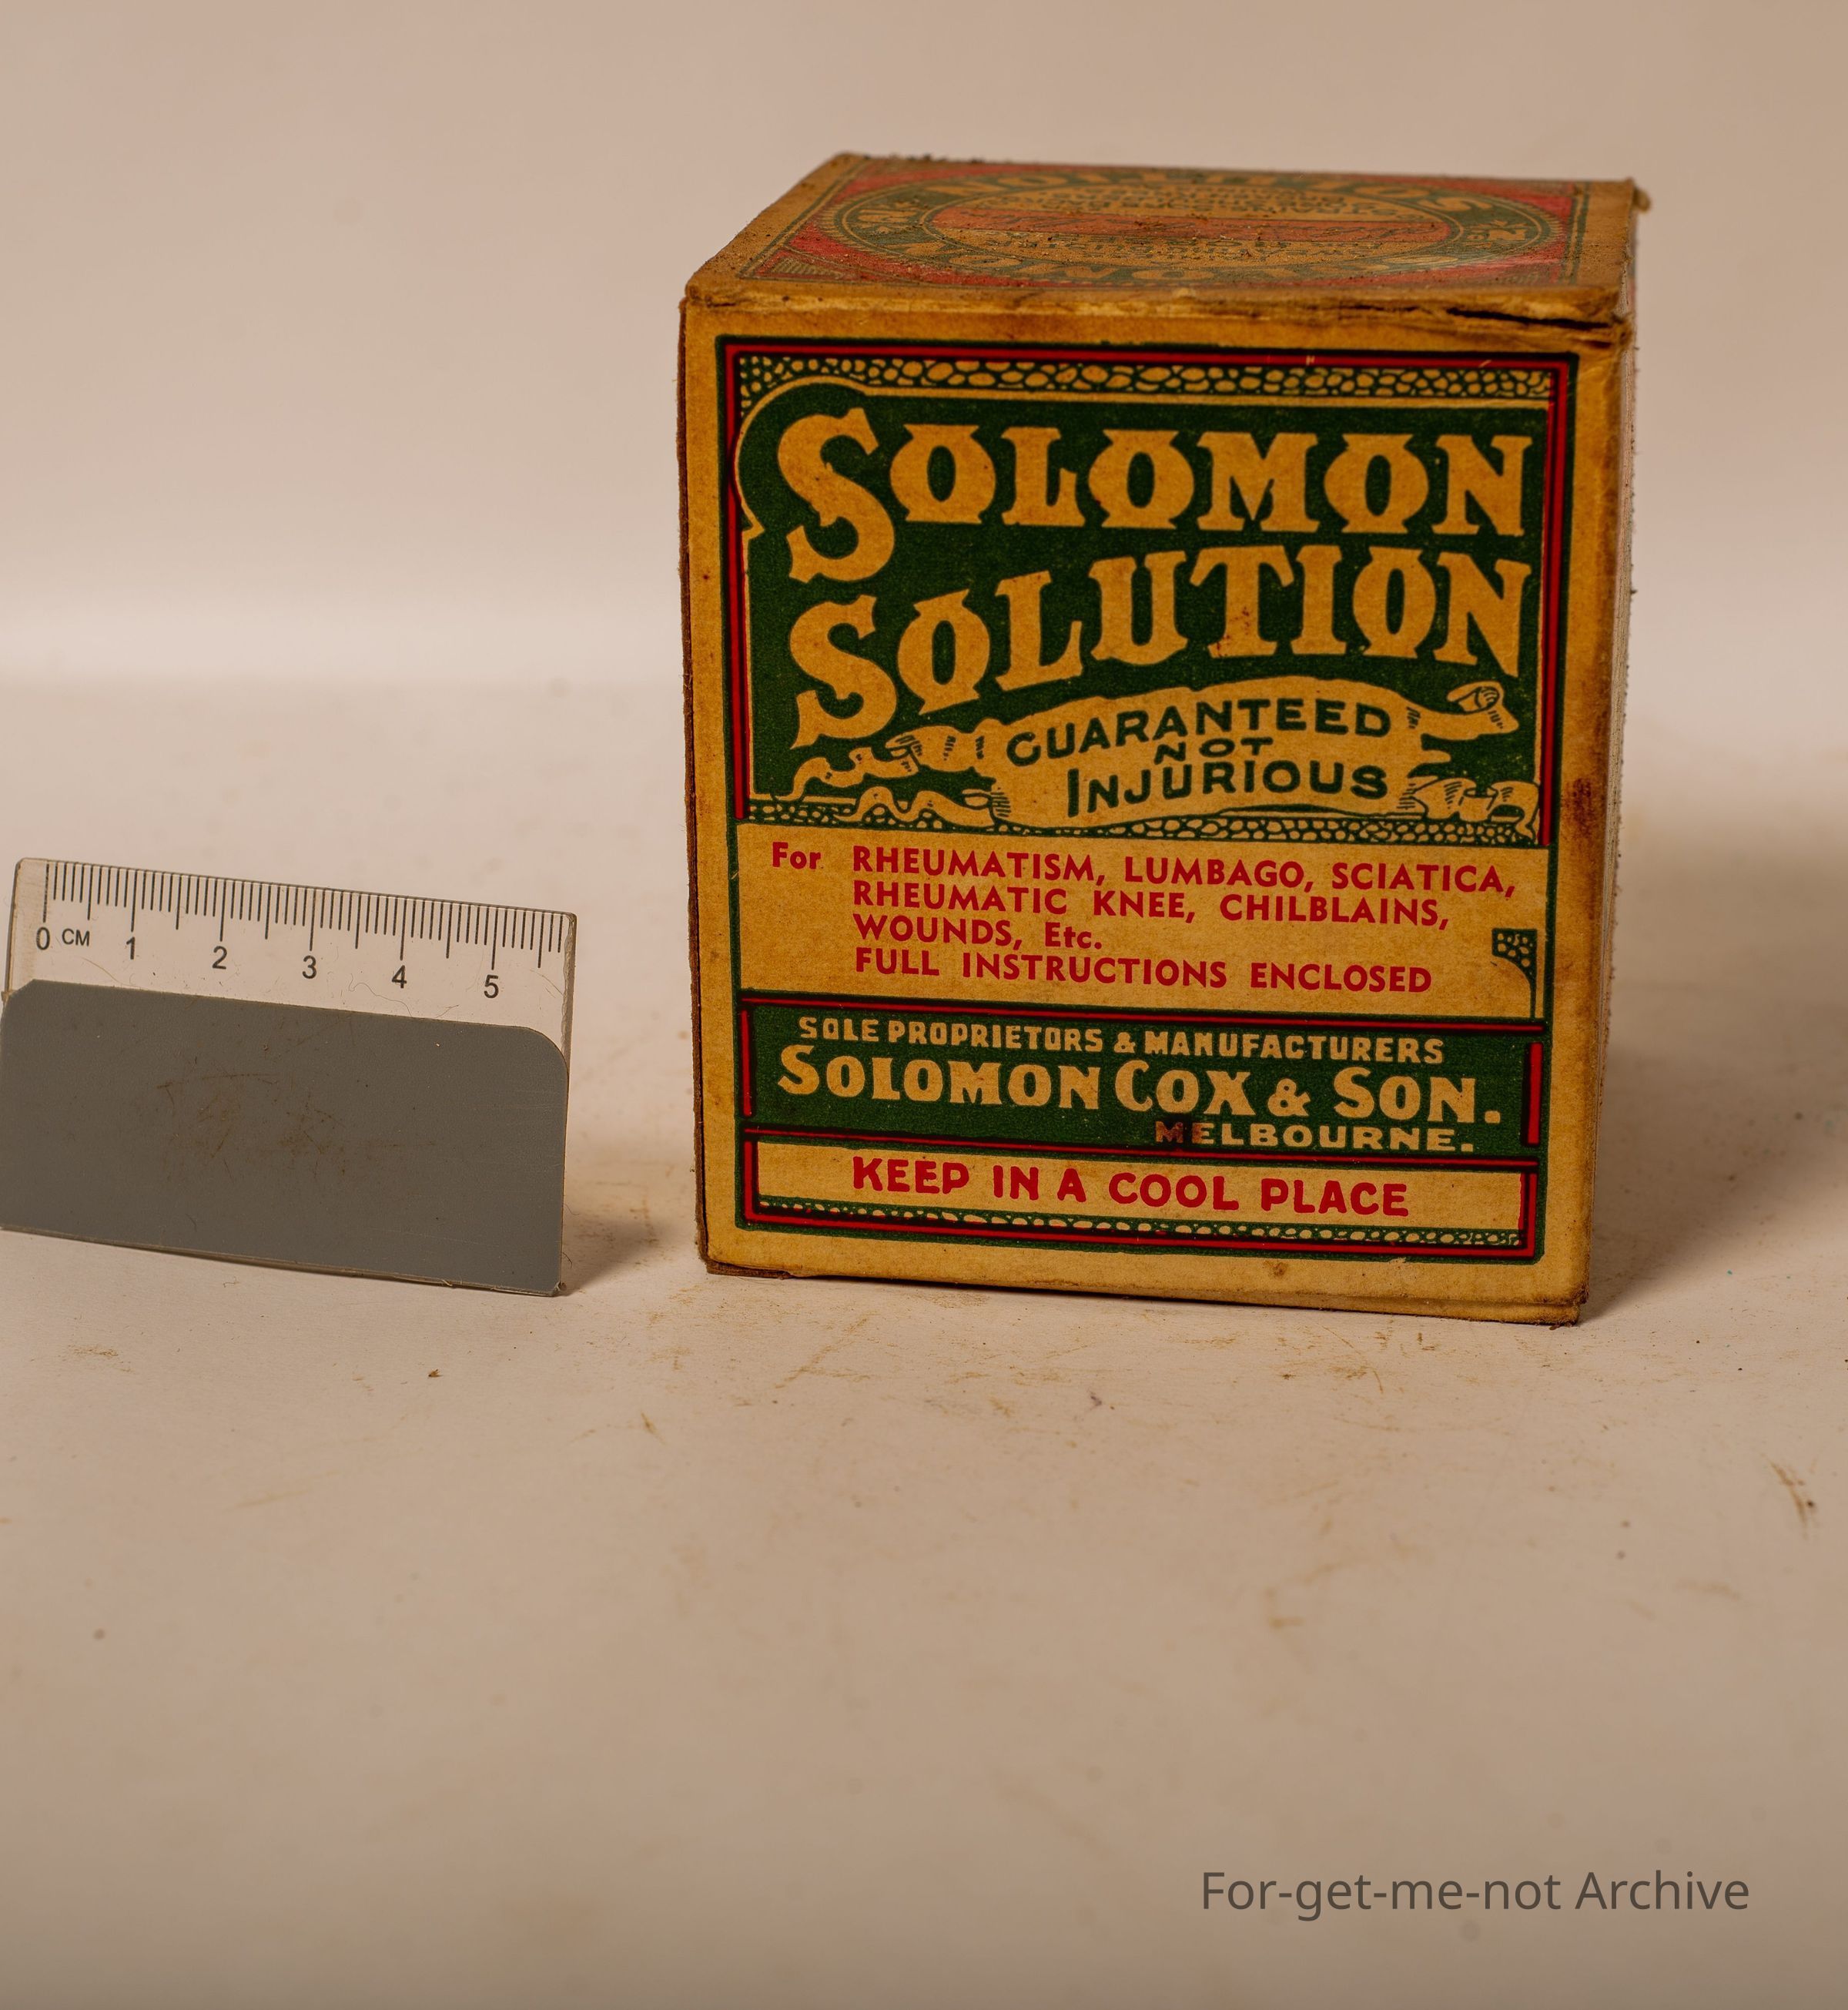 SOLOMON
SOLUTION
GUARANTEED
NOT
INJURIOUS
For RHEUMATISM, LUMBAGO, SCIATICA,
RHEUMATIC KNEE, CHILBLAINS,
WOUNDS, Etc.
FULL INSTRUCTIONS ENCLOSED
SOLE PROPRIETORS & MANUFACTURERS
SOLOMON COX & SON.
MELBOURNE.
KEEP IN A COOL PLACE
0 CM 1 2 3 4 5
For-get-me-not Archive